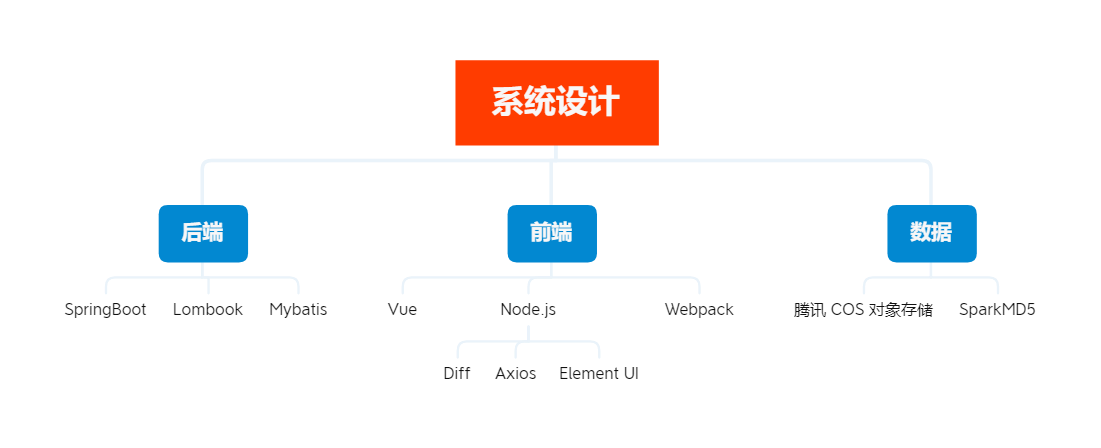 系统设计
后端
前端
数据
SpringBoot
Lombook
Mybatis
Vue
Node.js
Webpack
腾讯 COS 对象存储
SparkMD5
Diff
Axios
Element UI